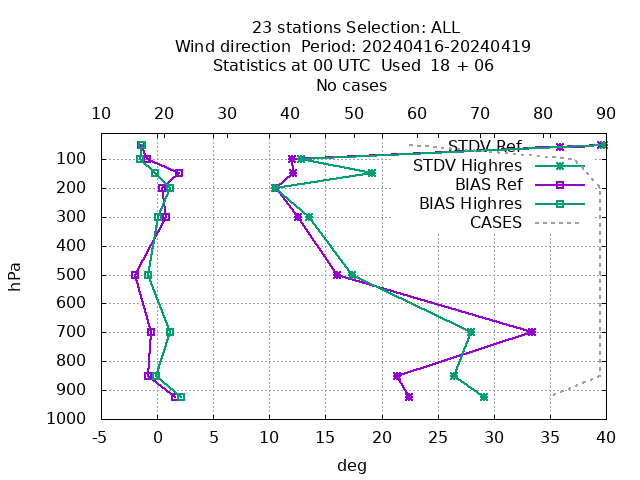 23 stations Selection: ALL
Wind direction  Period: 20240416-20240419
Statistics at 00 UTC  Used  18 + 06
No cases
10 20 30 40 50 60 70 80 90
STDV Ref
STDV Highres
BIAS Ref
BIAS Highres
CASES
100
200
300
400
500
600
700
800
900
1000
hPa
-5 0 5 10 15 20 25 30 35 40
deg